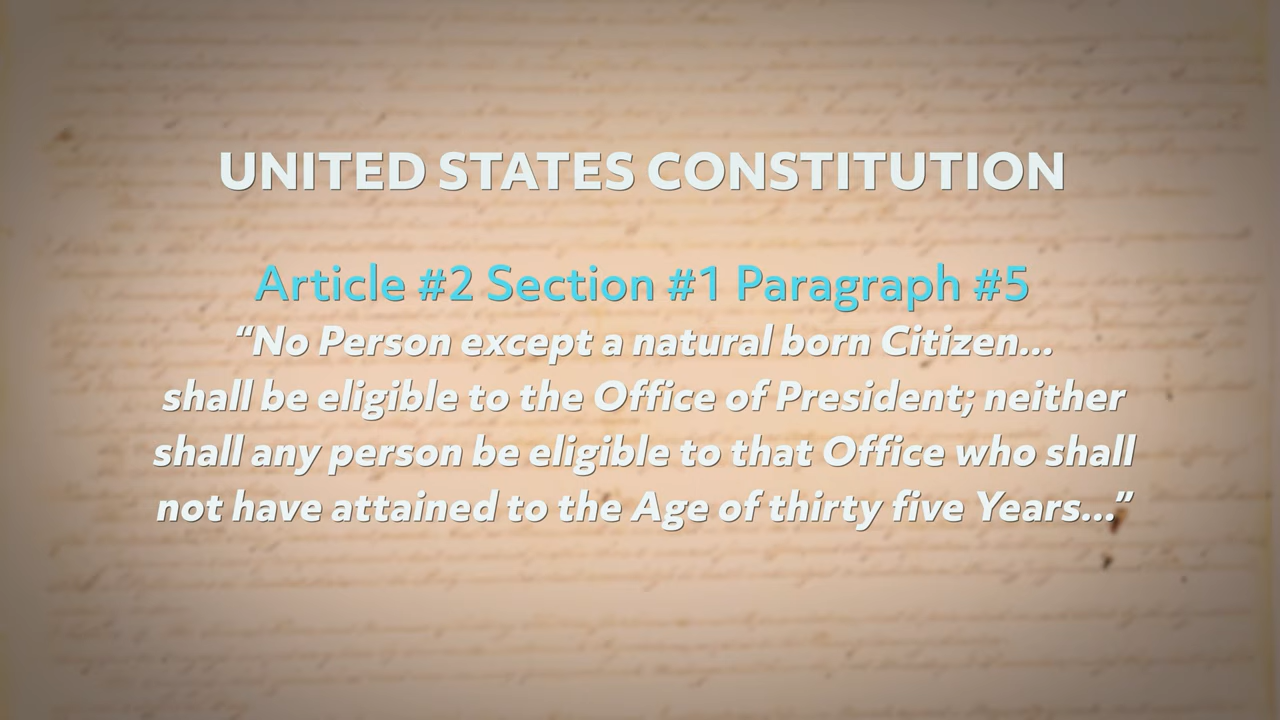 UNITED STATES CONSTITUTION
Article #2 Section #1 Paragraph #5
“No Person except a natural born Citizen...
shall be eligible to the Office of President; neither
shall any person be eligible to that Office who shall
not have attained to the Age of thirty five Years...”